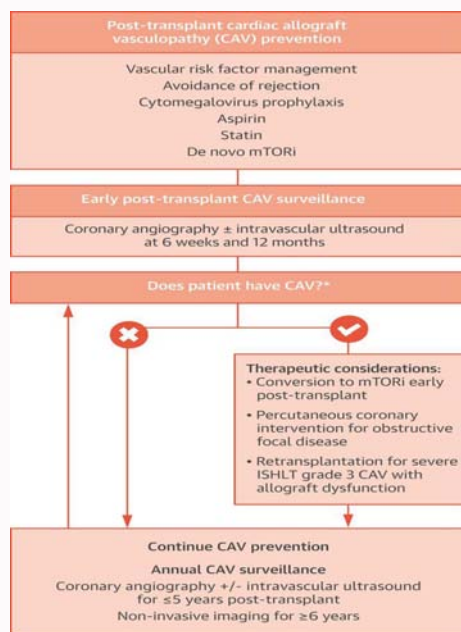 Post-transplant cardiac allograft
vasculopathy (CAV) prevention
Vascular risk factor management
Avoidance of rejection
Cytomegalovirus prophylaxis
Aspirin
Statin
De novo mTORi
Early post-transplant CAV surveillance
Coronary angiography ± intravascular ultrasound
at 6 weeks and 12 months
Does patient have CAV?*
Therapeutic considerations:
• Conversion to mTORi early
post-transplant
• Percutaneous coronary
intervention for obstructive
focal disease
• Retransplantation for severe
ISHLT grade 3 CAV with
allograft dysfunction
Continue CAV prevention
Annual CAV surveillance
Coronary angiography +/- intravascular ultrasound
for ≤5 years post-transplant
Non-invasive imaging for ≥6 years